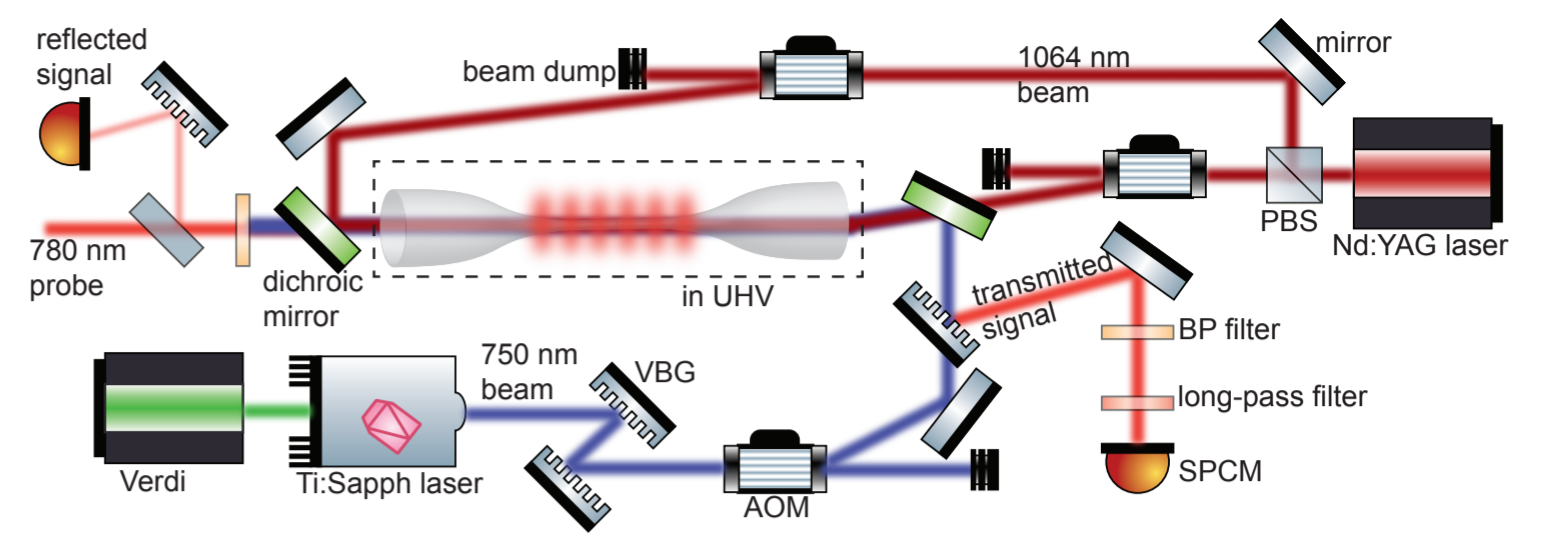 reflected
signal
beam dump
1064 nm
beam
mirror
780 nm
probe
dichroic
mirror
in UHV
PBS
Nd:YAG laser
transmitted
signal
BP filter
long-pass filter
SPCM
750 nm
beam
VBG
Verdi
Ti:Sapph laser
AOM